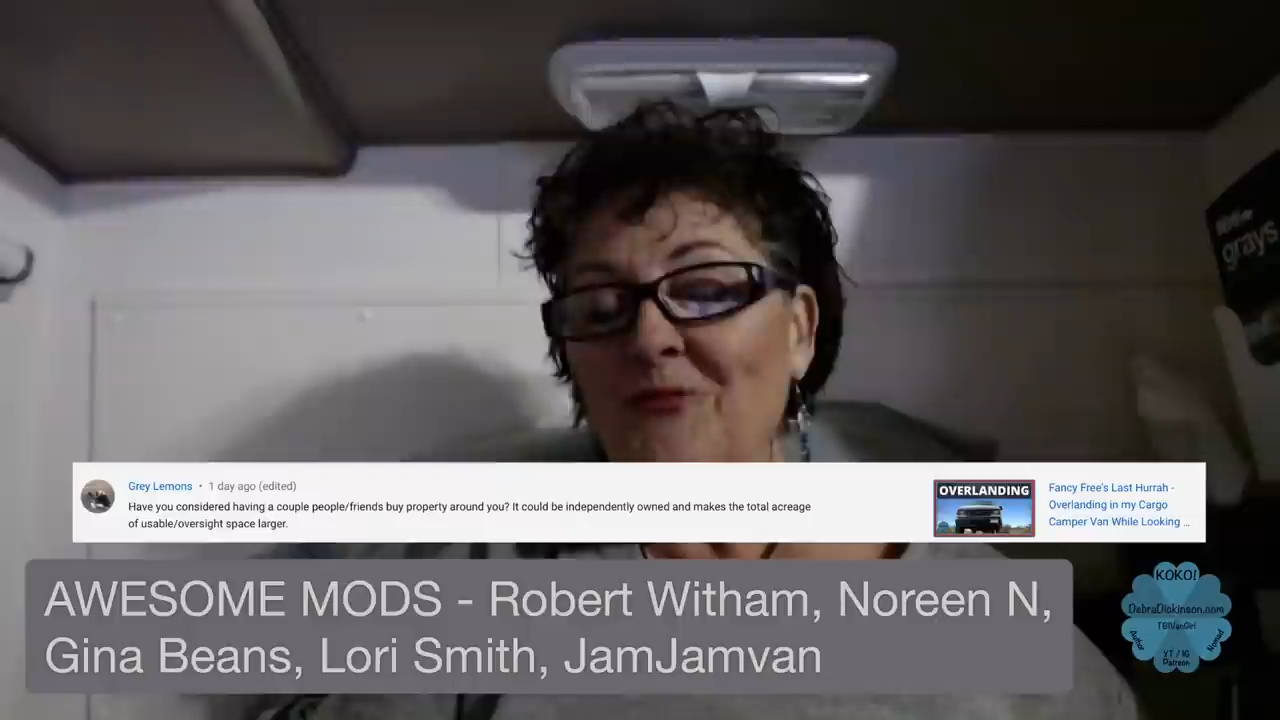 grays
Grey Lemons • 1 day ago (edited)
Have you considered having a couple people/friends buy property around you? It could be independently owned and makes the total acreage
of usable/oversight space larger.
OVERLANDING
Fancy Free's Last Hurrah -
Overlanding in my Cargo
Camper Van While Looking ...
AWESOME MODS - Robert Witham, Noreen N,
Gina Beans, Lori Smith, JamJamvan
KOKO!
DebraDickinson.com
TBIVanGirl
Author
YT / IG
Patreon
Nomad